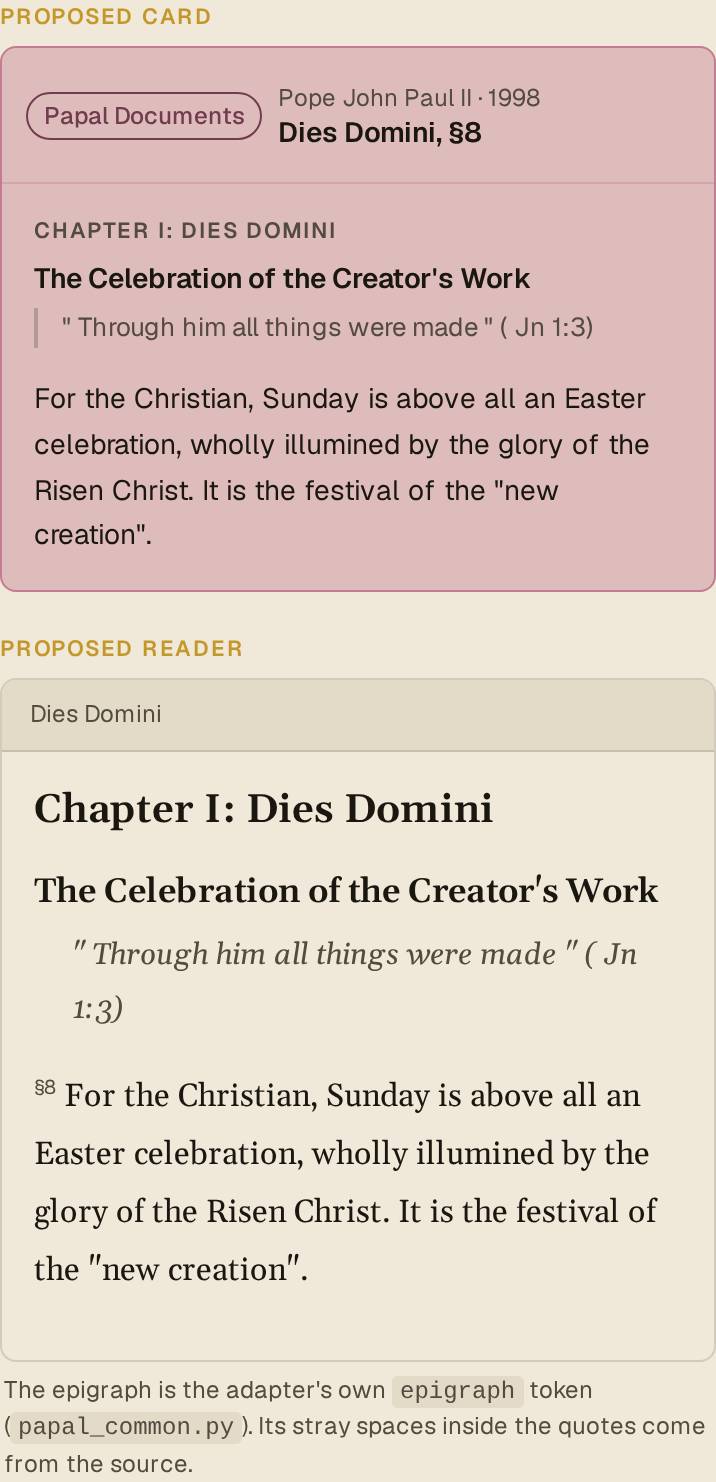 PROPOSED CARD
Papal Documents
Pope John Paul II · 1998
Dies Domini, §8
CHAPTER I: DIES DOMINI
The Celebration of the Creator's Work
" Through him all things were made " ( Jn 1:3)
For the Christian, Sunday is above all an Easter
celebration, wholly illumined by the glory of the
Risen Christ. It is the festival of the "new
creation".
PROPOSED READER
Dies Domini
Chapter I: Dies Domini
The Celebration of the Creator's Work
" Through him all things were made " ( Jn
1:3)
§8 For the Christian, Sunday is above all an
Easter celebration, wholly illumined by the
glory of the Risen Christ. It is the festival of
the "new creation".
The epigraph is the adapter's own epigraph token
(papal_common.py). Its stray spaces inside the quotes come
from the source.